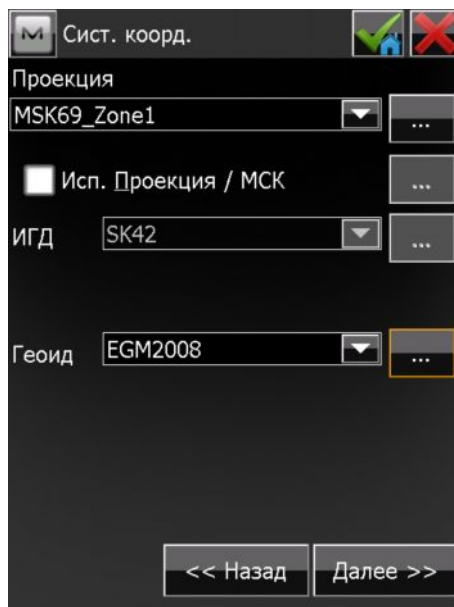 Сист. коорд.
Проекция
MSK69_Zone1
...
Исп. Проекция / МСК
...
ИГД
SK42
...
Геоид
EGM2008
...
<< Назад
Далее >>